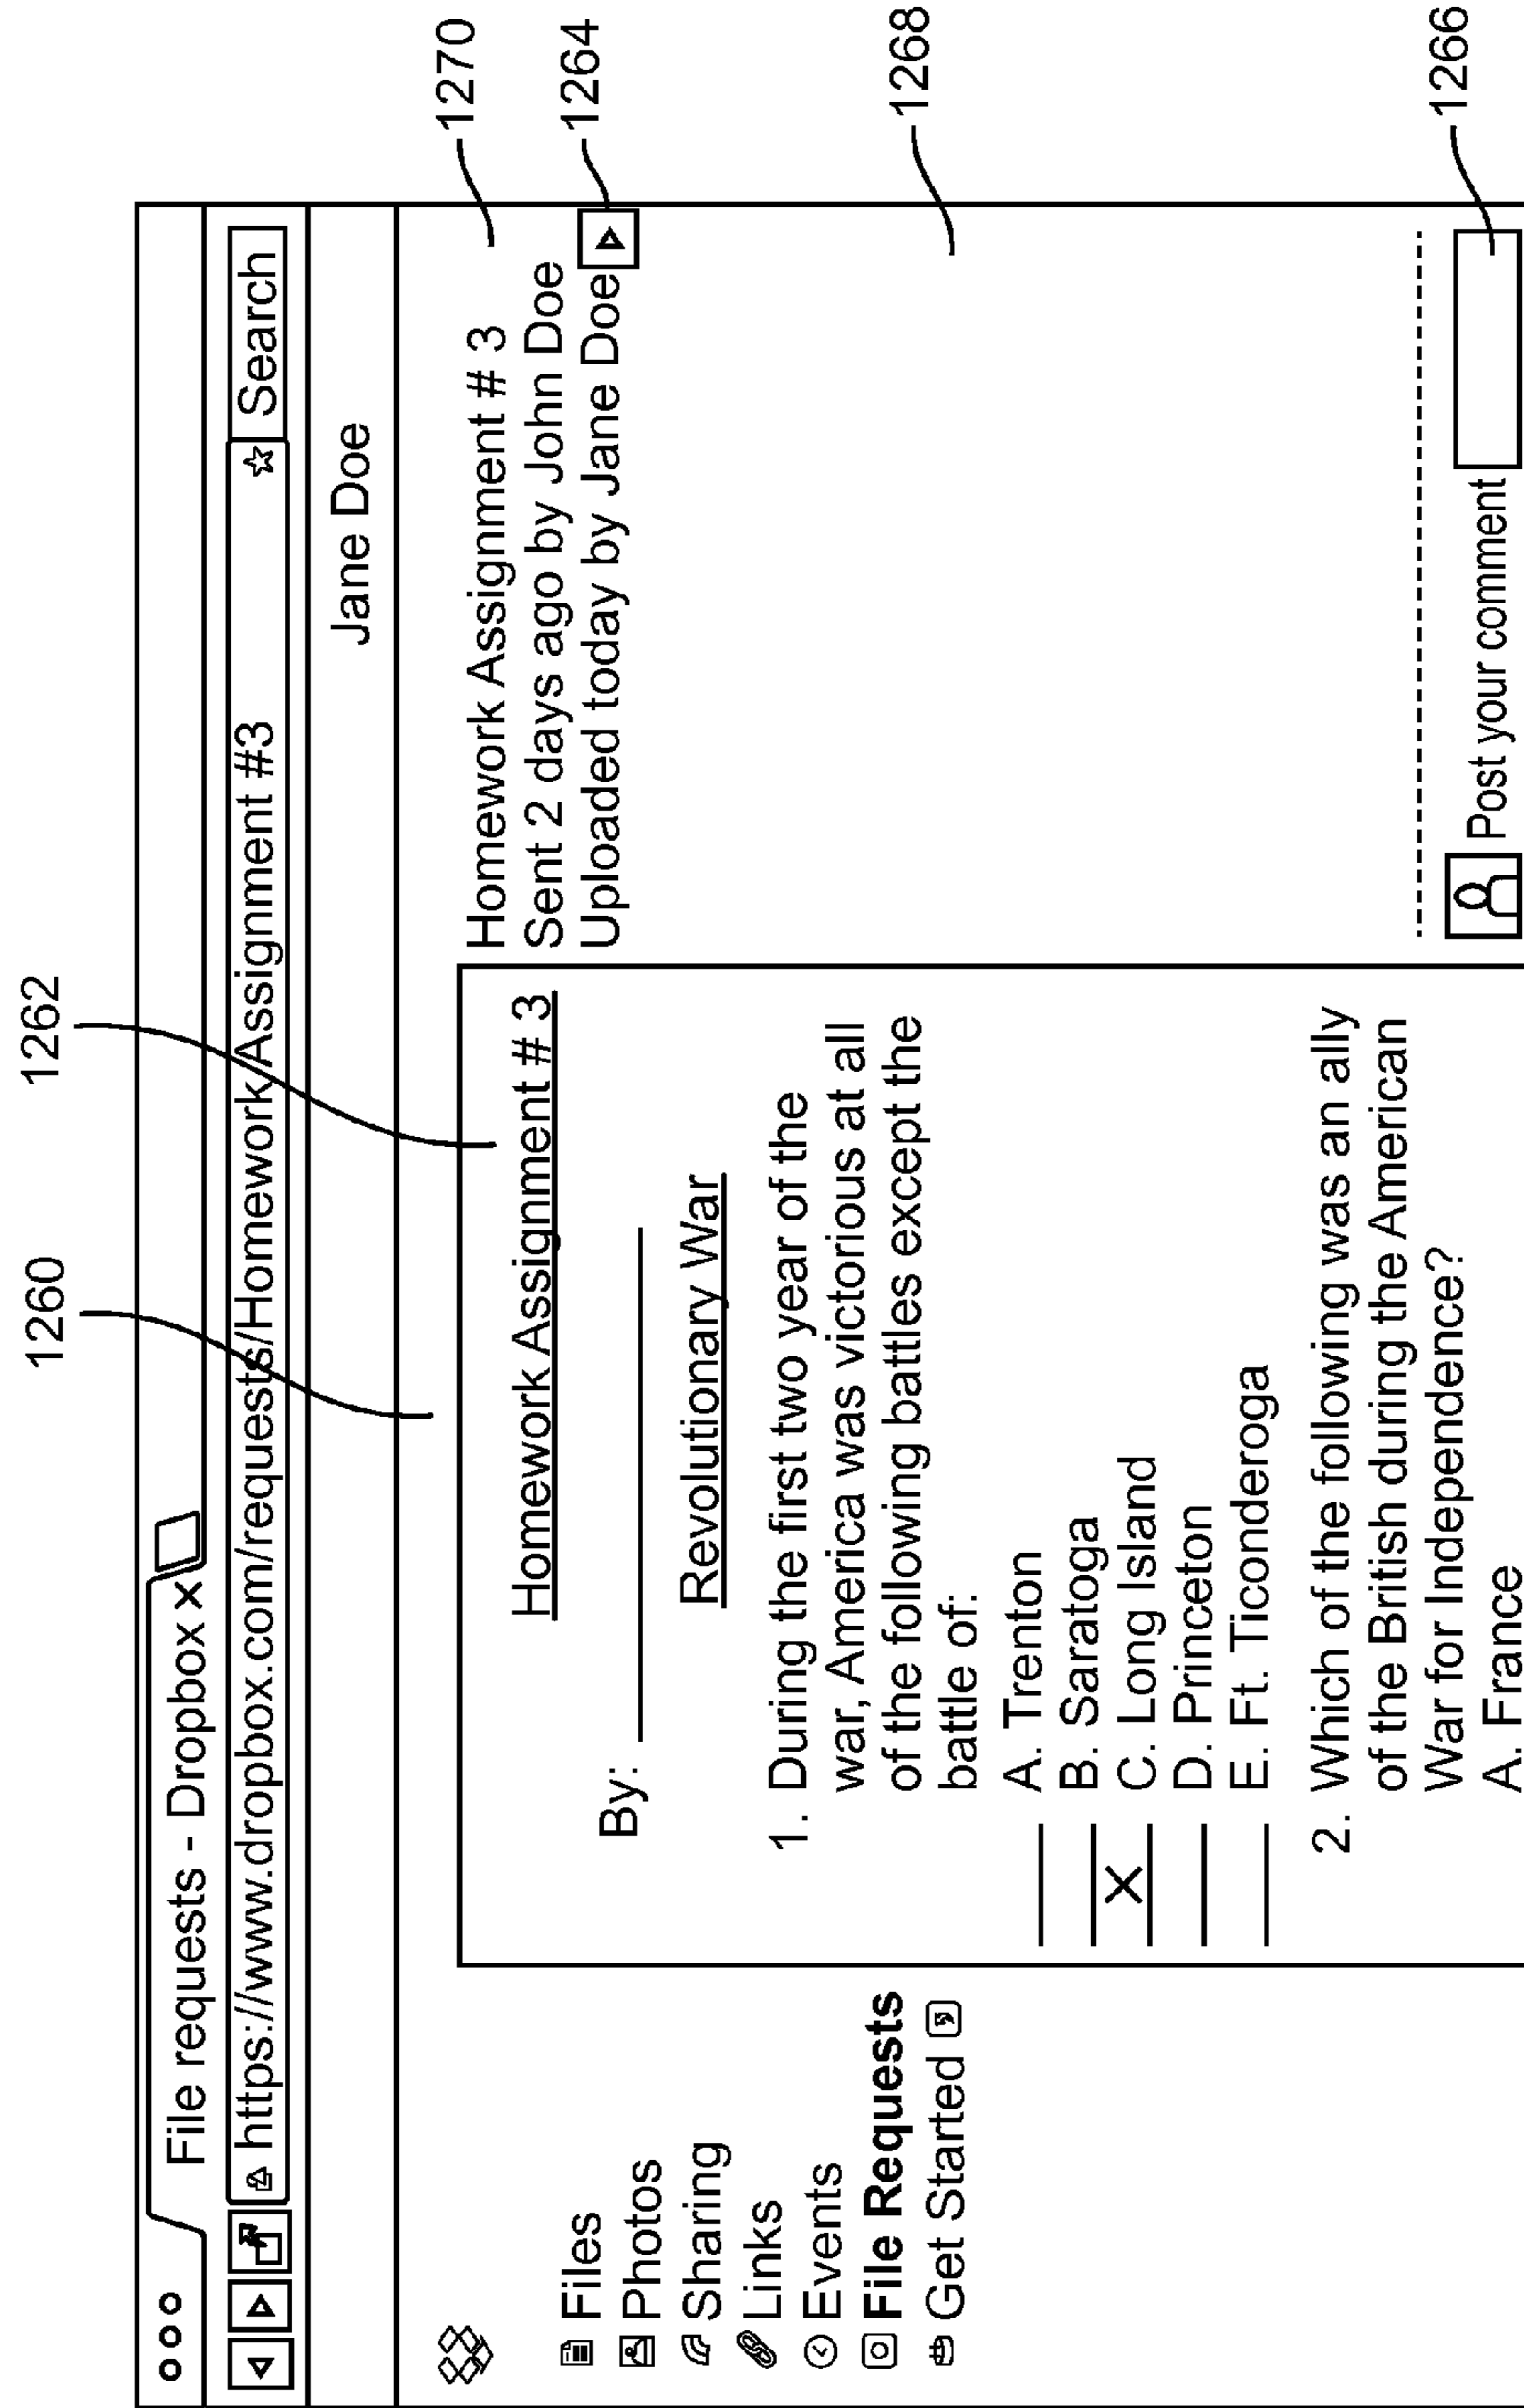 1260
1262
File requests - Dropbox ×
https://www.dropbox.com/requests/Homework Assignment #3
Search
Jane Doe
Files
Photos
Sharing
Links
Events
File Requests
Get Started
Homework Assignment # 3
By:
Revolutionary War
1. During the first two year of the
war, America was victorious at all
of the following battles except the
battle of:
A. Trenton
B. Saratoga
X C. Long Island
D. Princeton
E. Ft. Ticonderoga
2. Which of the following was an ally
of the British during the American
War for Independence?
A. France
Homework Assignment # 3
Sent 2 days ago by John Doe
Uploaded today by Jane Doe
Post your comment
1270
1264
1268
1266